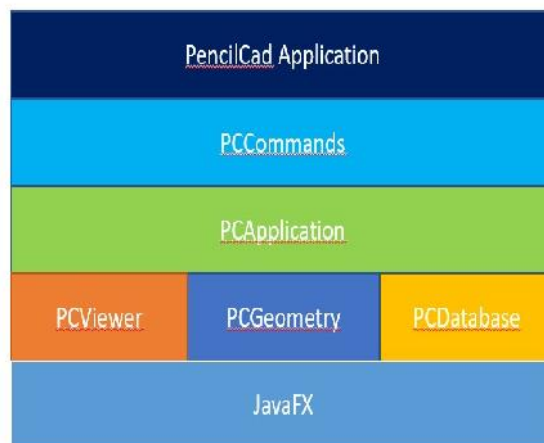 PencilCad Application
PCCommands
PCApplication
PCViewer PCGeometry PCDatabase
JavaFX